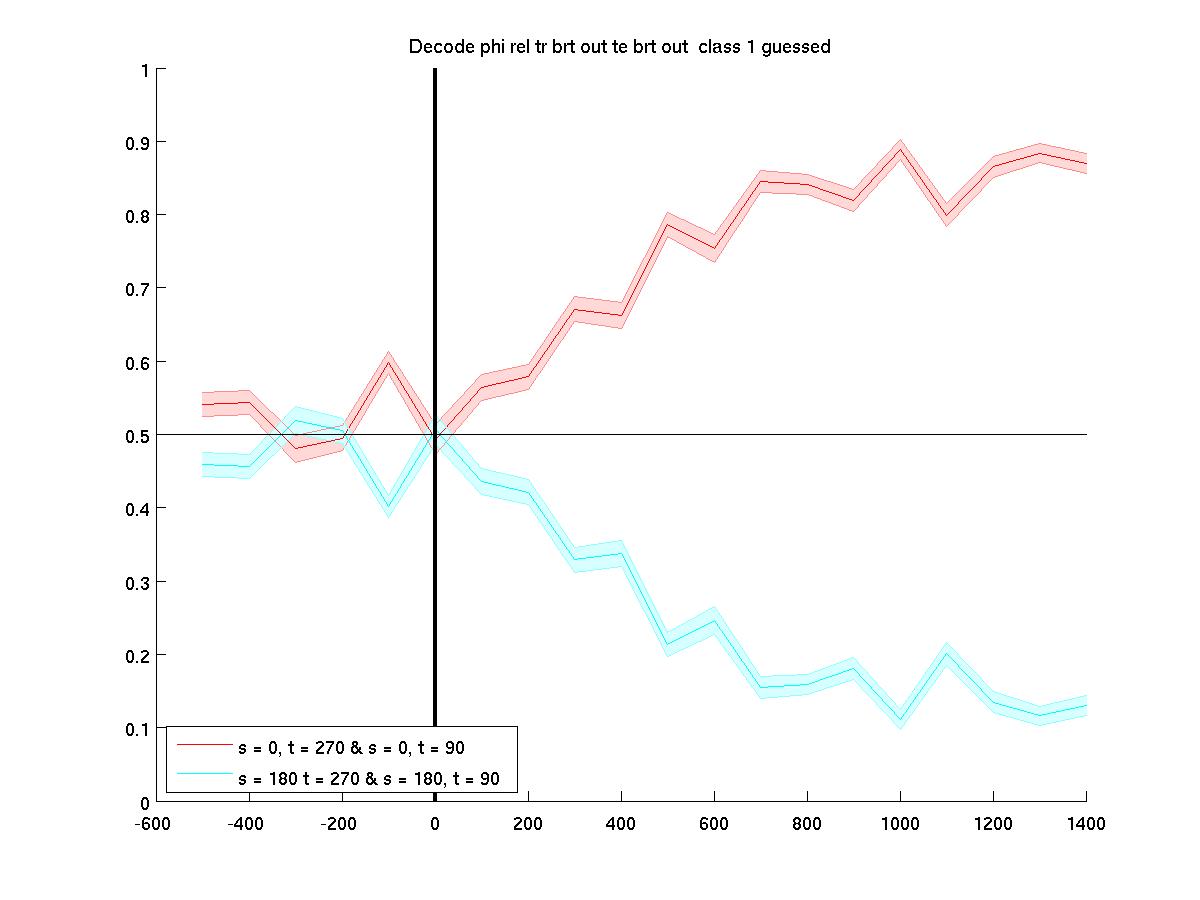 Decode phi rel tr brt out te brt out  class 1 guessed
1
0.9
0.8
0.7
0.6
0.5
0.4
0.3
0.2
0.1
0
s = 0, t = 270 & s = 0, t = 90
s = 180 t = 270 & s = 180, t = 90
-600 -400 -200 0 200 400 600 800 1000 1200 1400